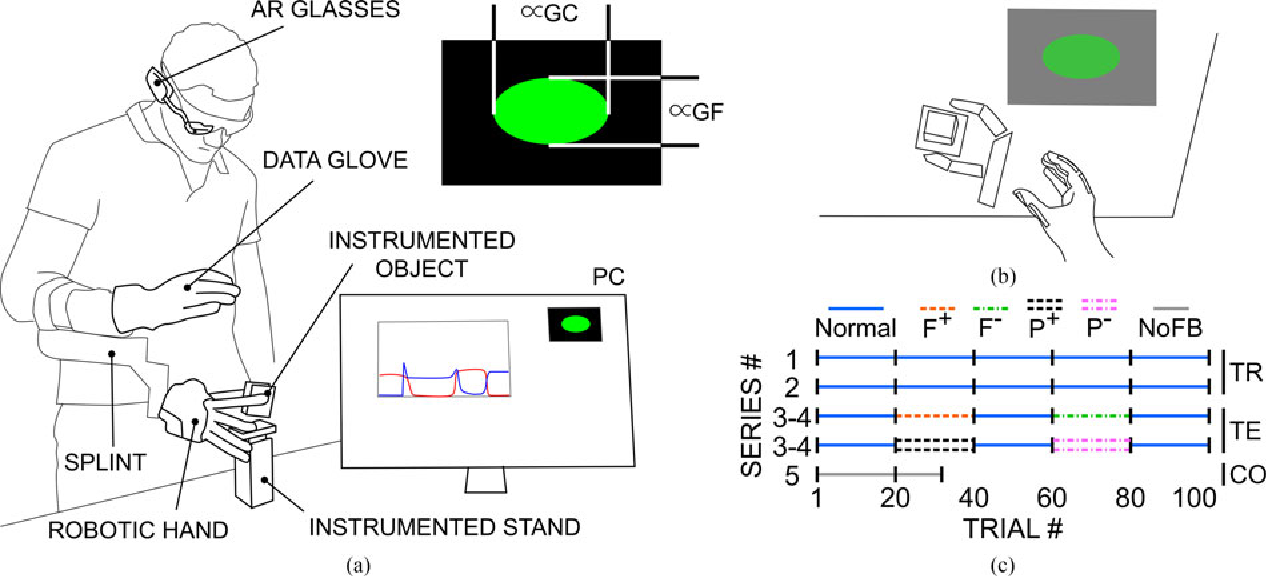 AR GLASSES
∝GC
∝GF
DATA GLOVE
INSTRUMENTED
OBJECT
PC
SPLINT
ROBOTIC HAND
INSTRUMENTED STAND
(a)
(b)
Normal F+ F- P+ P- NoFB
SERIES #
1 TR
2
3-4 TE
3-4
5 CO
1 20 40 60 80 100
TRIAL #
(c)